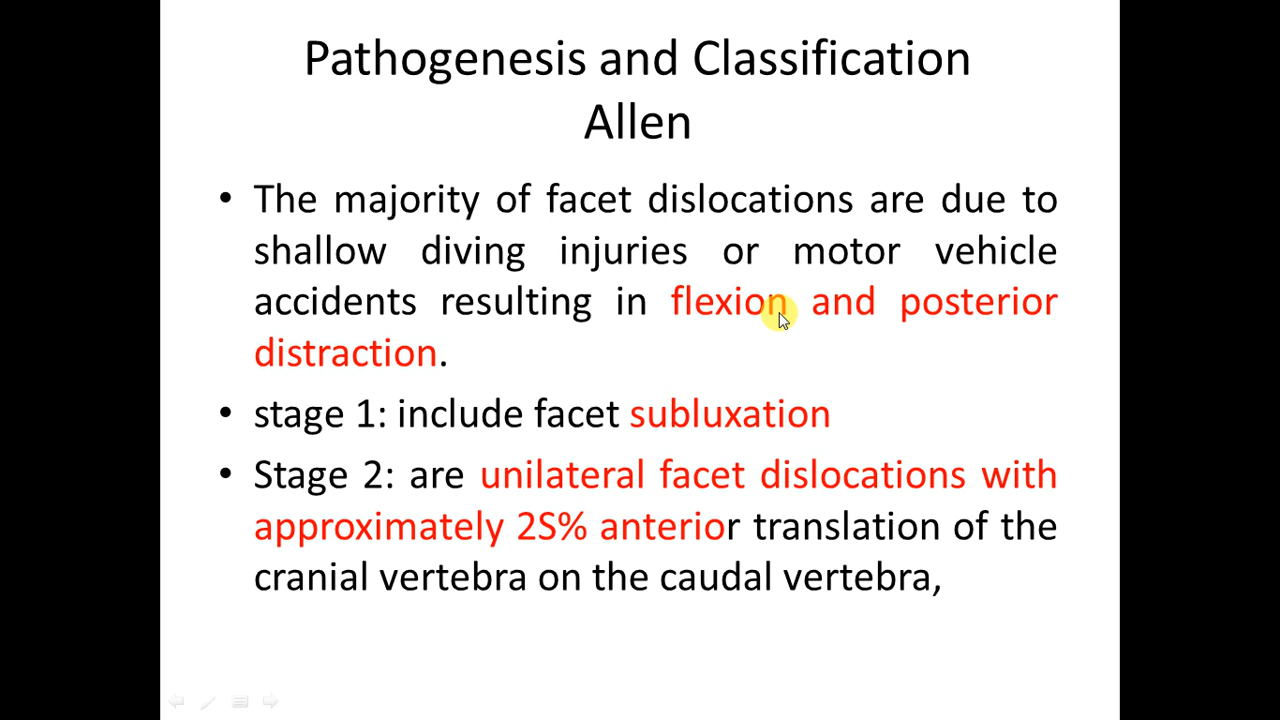 Pathogenesis and Classification
Allen
• The majority of facet dislocations are due to
shallow diving injuries or motor vehicle
accidents resulting in flexion and posterior
distraction.
• stage 1: include facet subluxation
• Stage 2: are unilateral facet dislocations with
approximately 2S% anterior translation of the
cranial vertebra on the caudal vertebra,